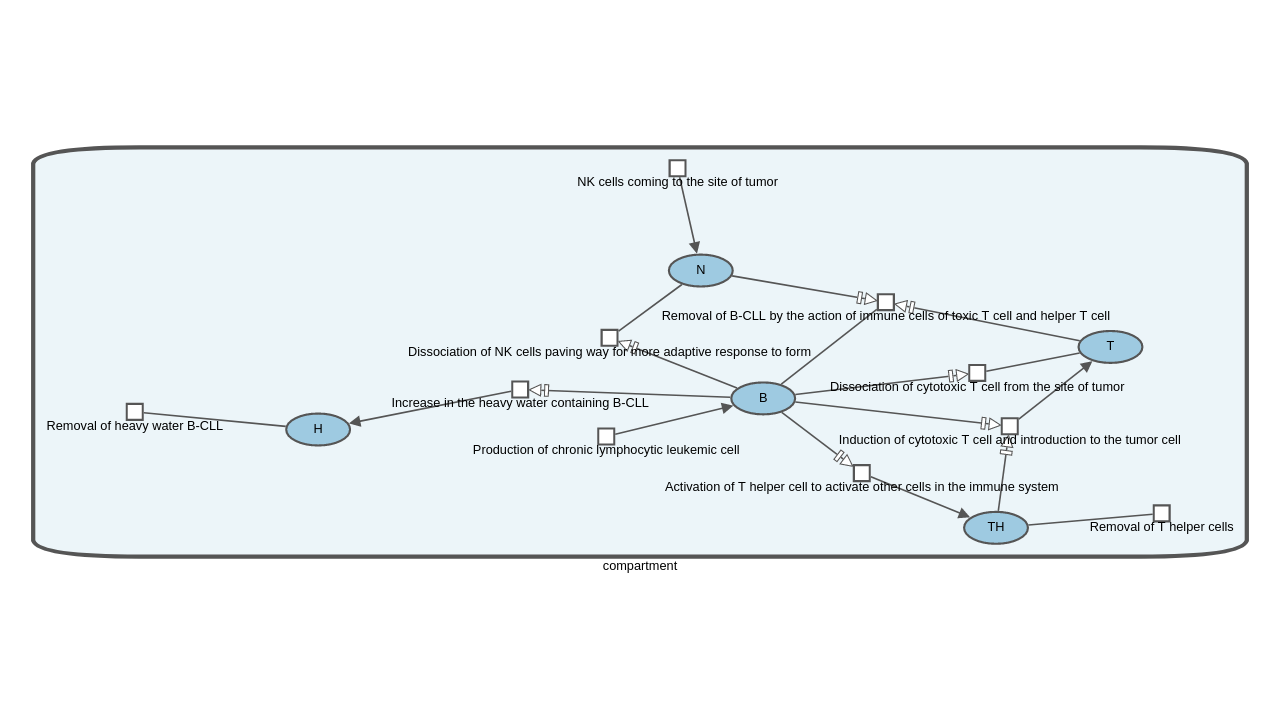 NK cells coming to the site of tumor
N
Removal of B-CLL by the action of immune cells of toxic T cell and helper T cell
T
Dissociation of NK cells paving way for more adaptive response to form
Dissociation of cytotoxic T cell from the site of tumor
B
Increase in the heavy water containing B-CLL
Removal of heavy water B-CLL
H
Induction of cytotoxic T cell and introduction to the tumor cell
Production of chronic lymphocytic leukemic cell
Activation of T helper cell to activate other cells in the immune system
TH
Removal of T helper cells
compartment